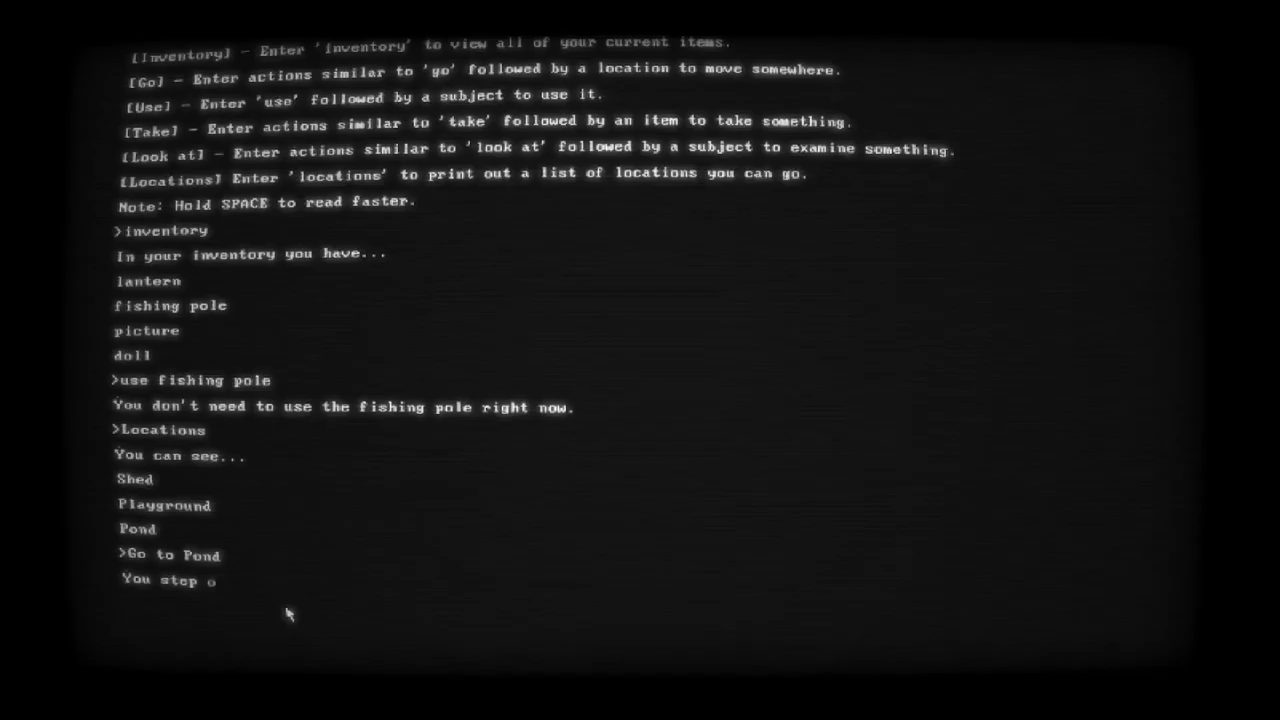 [Inventory] - Enter 'inventory' to view all of your current items.
[Go] - Enter actions similar to 'go' followed by a location to move somewhere.
[Use] - Enter 'use' followed by a subject to use it.
[Take] - Enter actions similar to 'take' followed by an item to take something.
[Look at] - Enter actions similar to 'look at' followed by a subject to examine something.
[Locations] Enter 'locations' to print out a list of locations you can go.
Note: Hold SPACE to read faster.
>inventory
In your inventory you have...
lantern
fishing pole
picture
doll
>use fishing pole
You don't need to use the fishing pole right now.
>Locations
You can see...
Shed
Playground
Pond
>Go to Pond
You step o